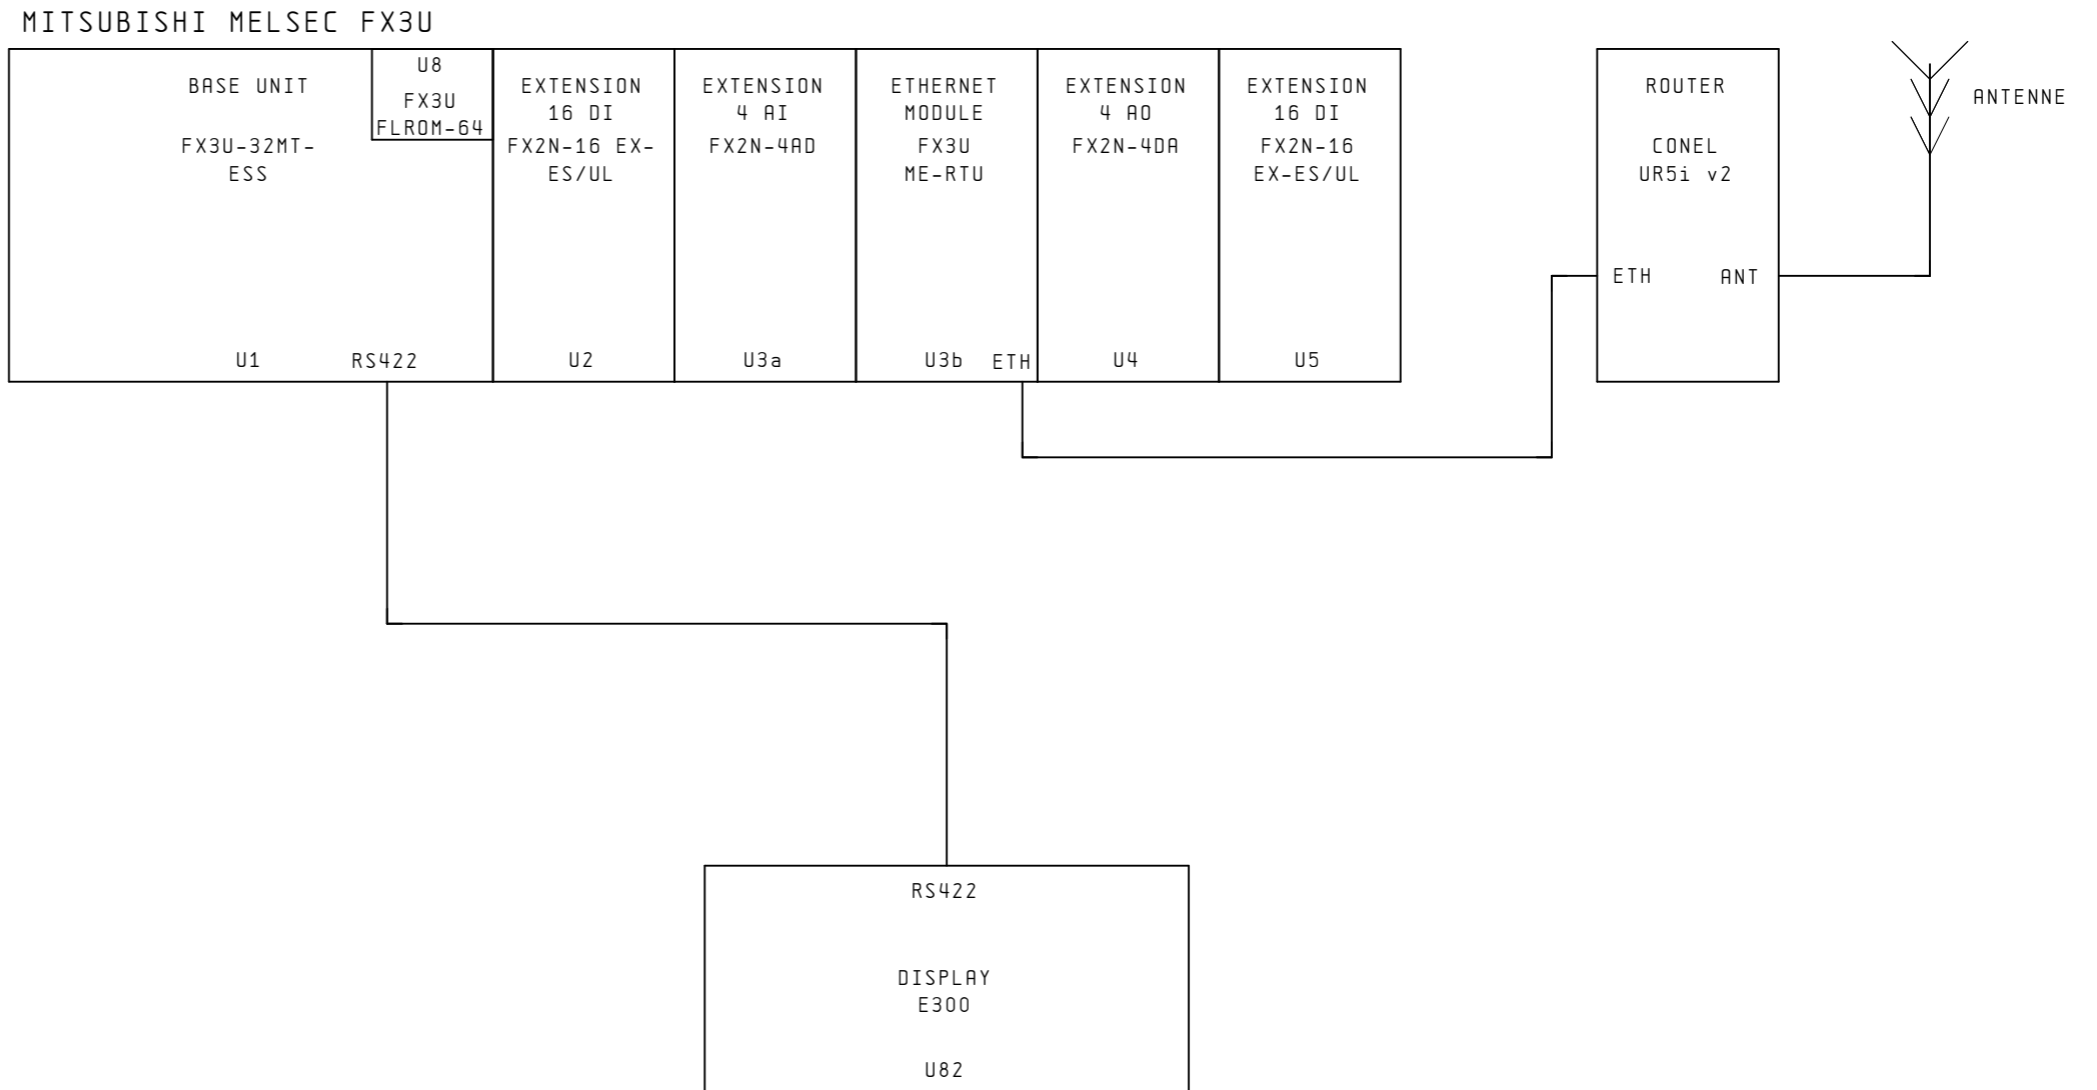 MITSUBISHI MELSEC FX3U
BASE UNIT
FX3U-32MT-
ESS
U1
RS422
U8
FX3U
FLROM-64
EXTENSION
16 DI
FX2N-16 EX-
ES/UL
U2
EXTENSION
4 AI
FX2N-4AD
U3a
ETHERNET
MODULE
FX3U
ME-RTU
U3b
ETH
EXTENSION
4 AO
FX2N-4DA
U4
EXTENSION
16 DI
FX2N-16
EX-ES/UL
U5
ROUTER
CONEL
UR5i v2
ETH
ANT
ANTENNE
RS422
DISPLAY
E300
U82